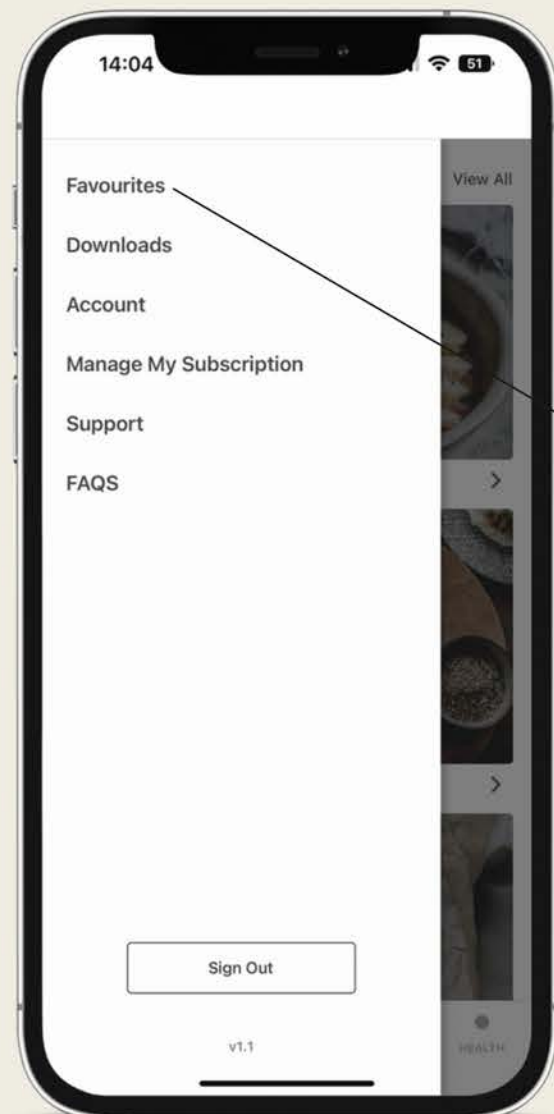 14:04
51
View All
Favourites
Downloads
Account
Manage My Subscription
Support
FAQS
Sign Out
v1.1
HEALTH